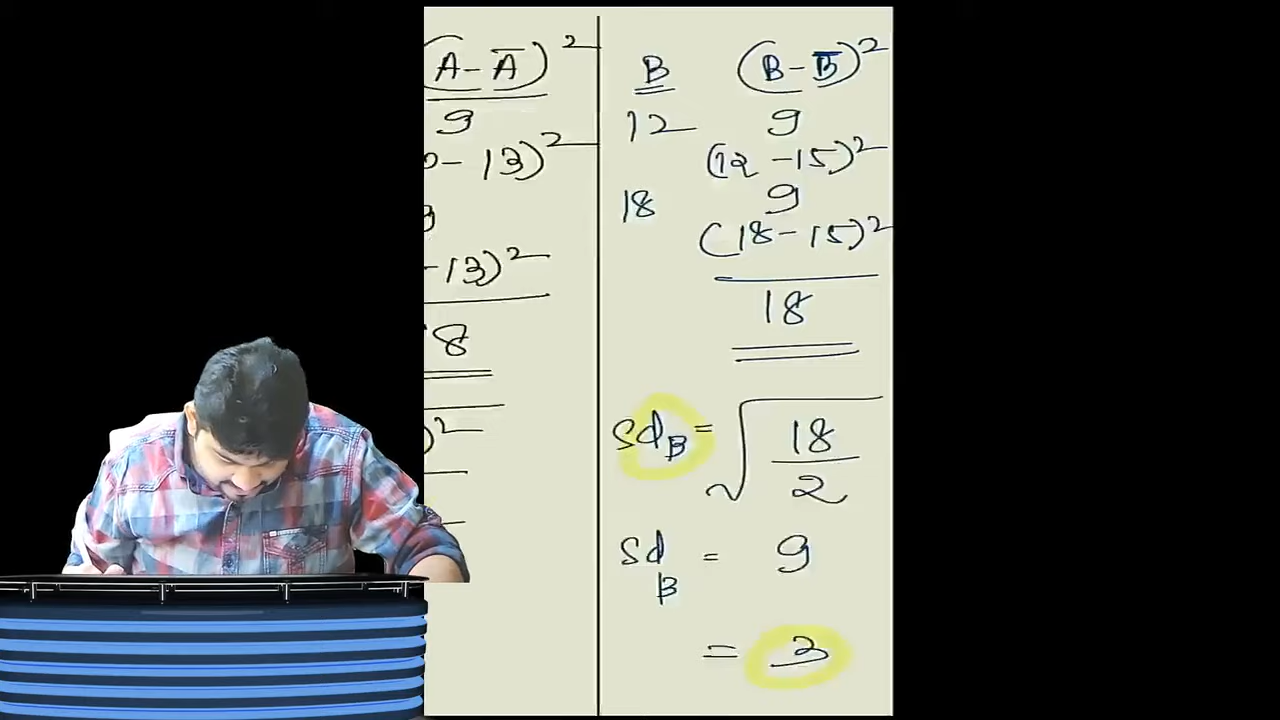 (A - A̅)²
9
- 13)²
- 13)²
8
)²
B (B - B̅)²
12 9
(12 - 15)²
18 9
(18 - 15)²
18
sd_B = √18/2
sd_B = 9
= 3